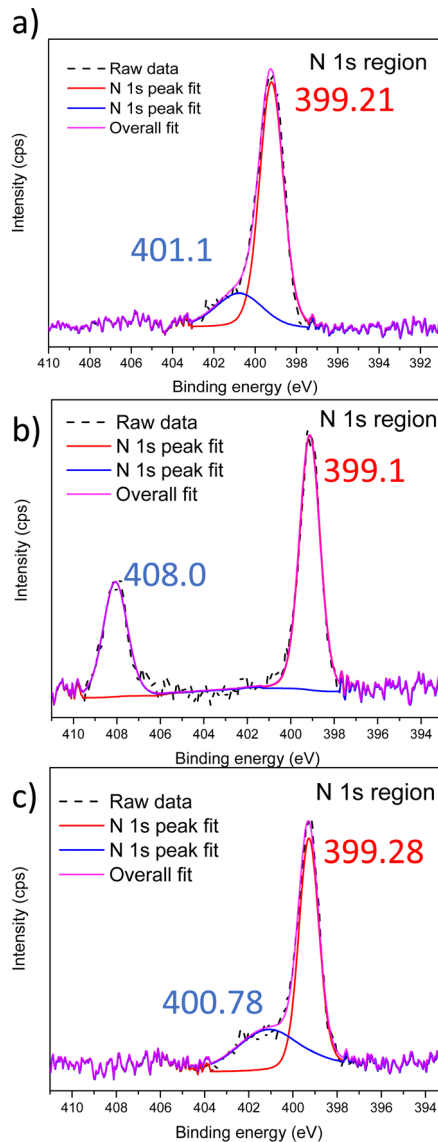 a)
N 1s region
Raw data
N 1s peak fit
N 1s peak fit
Overall fit
399.21
401.1
Intensity (cps)
410 408 406 404 402 400 398 396 394 392
Binding energy (eV)
b)
N 1s region
Raw data
N 1s peak fit
N 1s peak fit
Overall fit
399.1
408.0
Intensity (cps)
410 408 406 404 402 400 398 396 394
Binding energy (eV)
c)
N 1s region
Raw data
N 1s peak fit
N 1s peak fit
Overall fit
399.28
400.78
Intensity (cps)
410 408 406 404 402 400 398 396 394
Binding energy (eV)